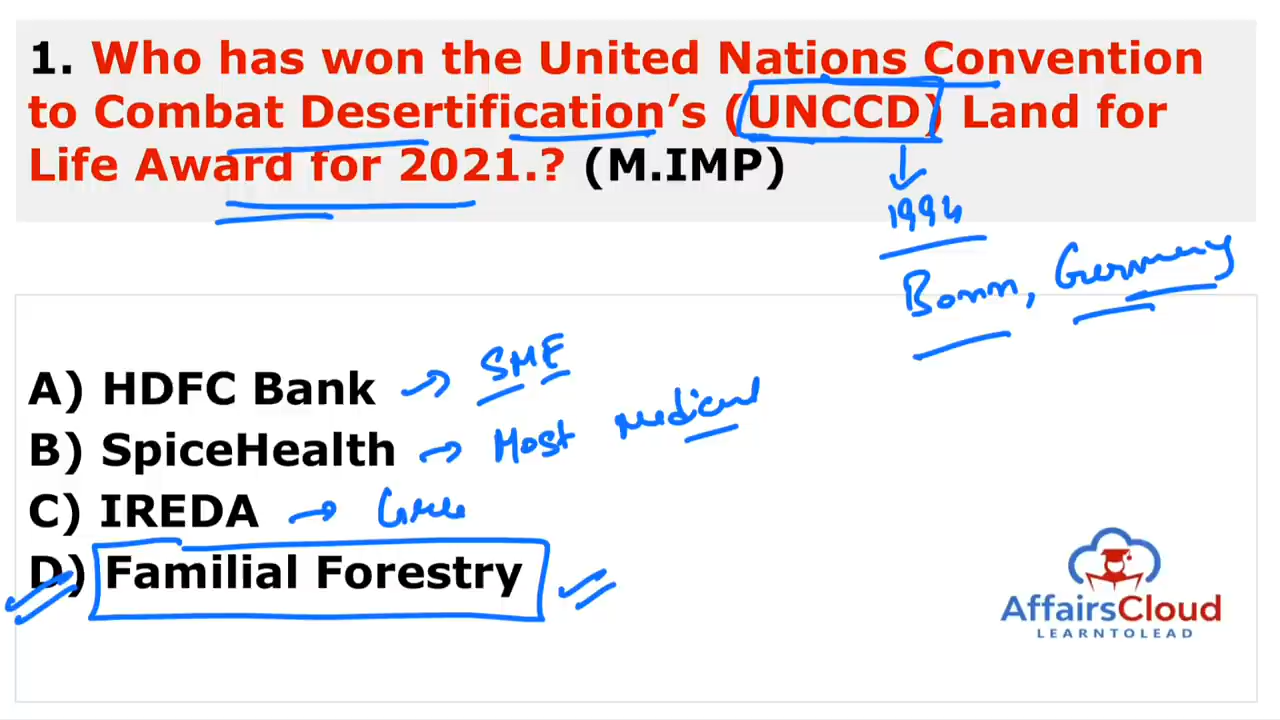 1. Who has won the United Nations Convention
to Combat Desertification’s (UNCCD) Land for
Life Award for 2021.? (M.IMP)
1994
Bonn, Germany
A) HDFC Bank → SME
B) SpiceHealth → Most medical
C) IREDA →
D) Familial Forestry
AffairsCloud
LEARNTOLEAD